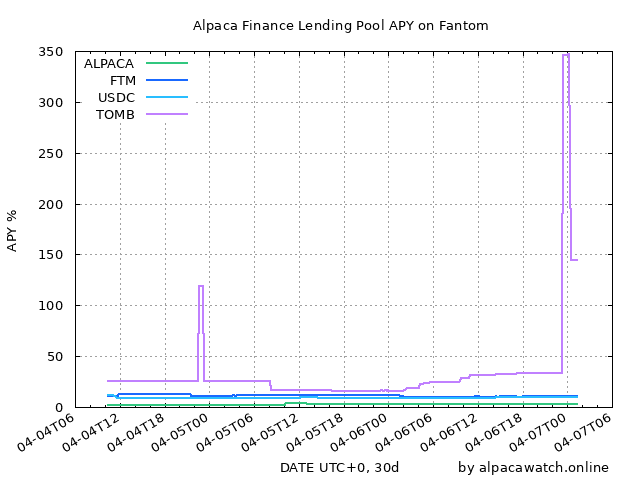 Alpaca Finance Lending Pool APY on Fantom
350
300
250
200
150
100
50
0
APY %
ALPACA
FTM
USDC
TOMB
04-04T06
04-04T12
04-04T18
04-05T00
04-05T06
04-05T12
04-05T18
04-06T00
04-06T06
04-06T12
04-06T18
04-07T00
04-07T06
DATE UTC+0, 30d
by alpacawatch.online